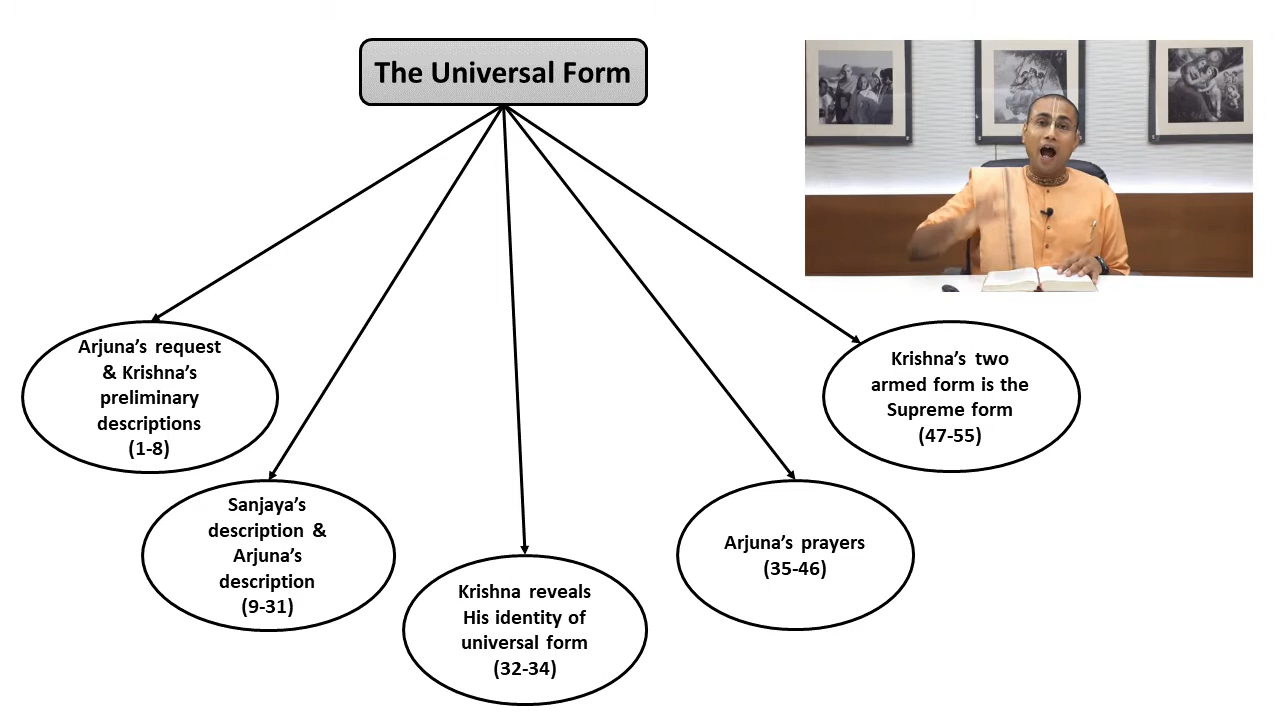 The Universal Form
Arjuna’s request
& Krishna’s
preliminary
descriptions
(1-8)
Sanjaya’s
description &
Arjuna’s
description
(9-31)
Krishna reveals
His identity of
universal form
(32-34)
Arjuna’s prayers
(35-46)
Krishna’s two
armed form is the
Supreme form
(47-55)